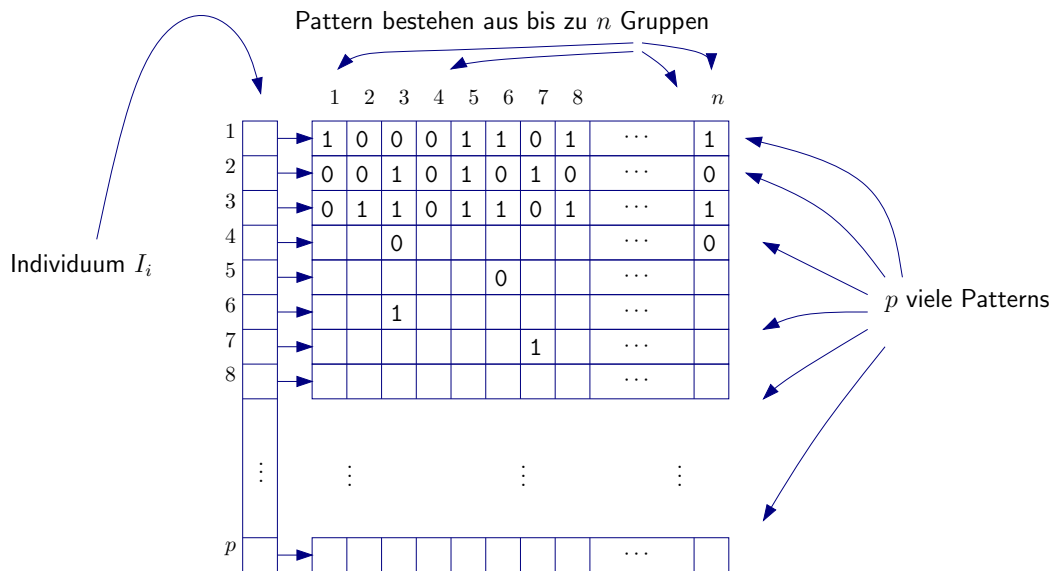 Pattern bestehen aus bis zu n Gruppen
1 2 3 4 5 6 7 8 n
1 1 0 0 0 1 1 0 1 ··· 1
2 0 0 1 0 1 0 1 0 ··· 0
3 0 1 1 0 1 1 0 1 ··· 1
4 0 ··· 0
Individuum I_i
5 0 ···
p viele Patterns
6 1 ···
7 1 ···
8 ···
⋮ ⋮ ⋮ ⋮
p ···